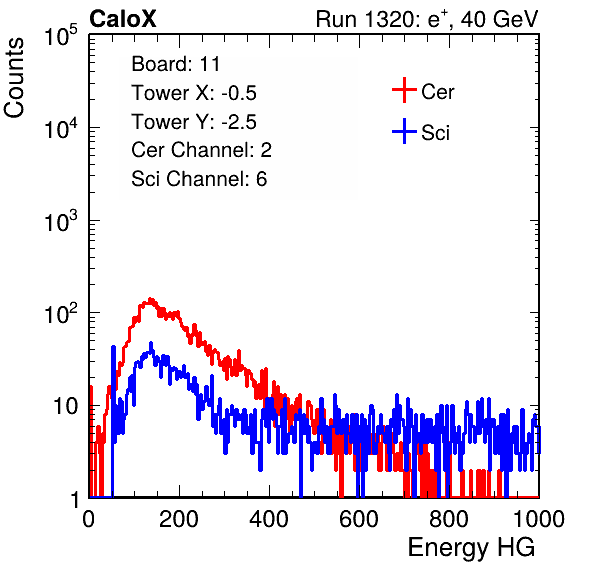 CaloX Run 1320: e⁺, 40 GeV
Counts
Board: 11
Tower X: -0.5
Tower Y: -2.5
Cer Channel: 2
Sci Channel: 6
Cer
Sci
10⁵
10⁴
10³
10²
10
1
0 200 400 600 800 1000
Energy HG